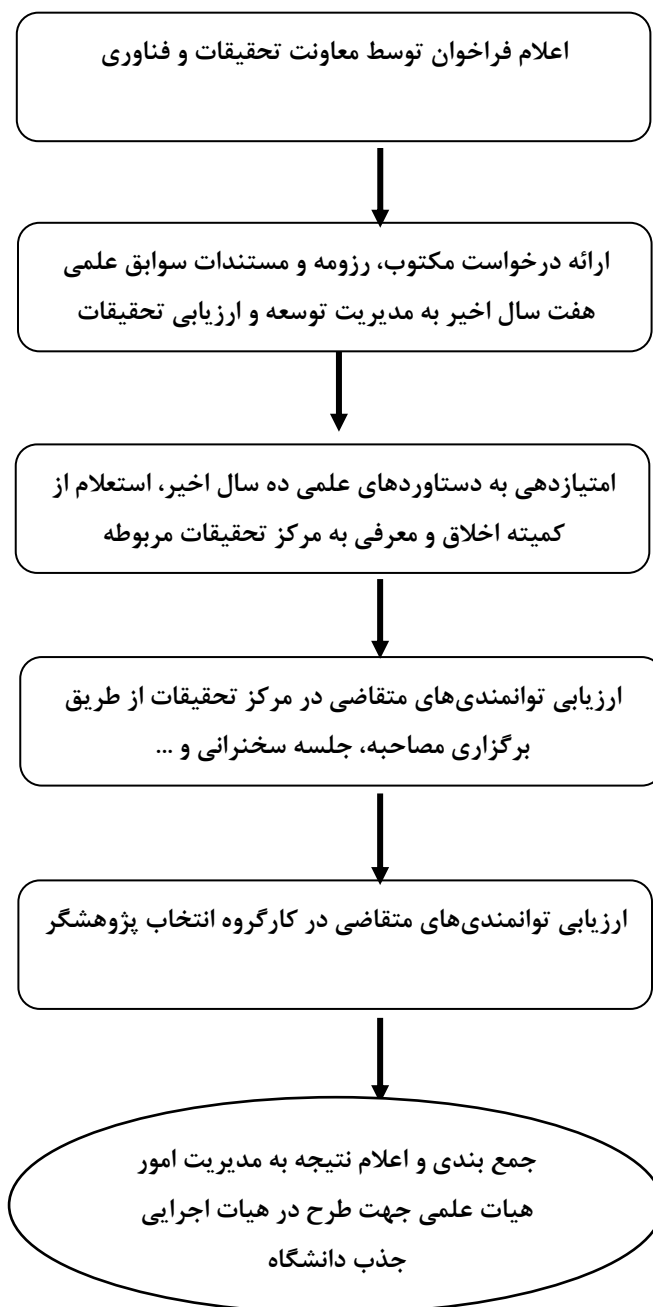 اعلام فراخوان توسط معاونت تحقیقات و فناوری
ارائه درخواست مکتوب، رزومه و مستندات سوابق علمی
هفت سال اخیر به مدیریت توسعه و ارزیابی تحقیقات
امتیازدهی به دستاوردهای علمی ده سال اخیر، استعلام از
کمیته اخلاق و معرفی به مرکز تحقیقات مربوطه
ارزیابی توانمندی‌های متقاضی در مرکز تحقیقات از طریق
برگزاری مصاحبه، جلسه سخنرانی و ...
ارزیابی توانمندی‌های متقاضی در کارگروه انتخاب پژوهشگر
جمع بندی و اعلام نتیجه به مدیریت امور
هیات علمی جهت طرح در هیات اجرایی
جذب دانشگاه